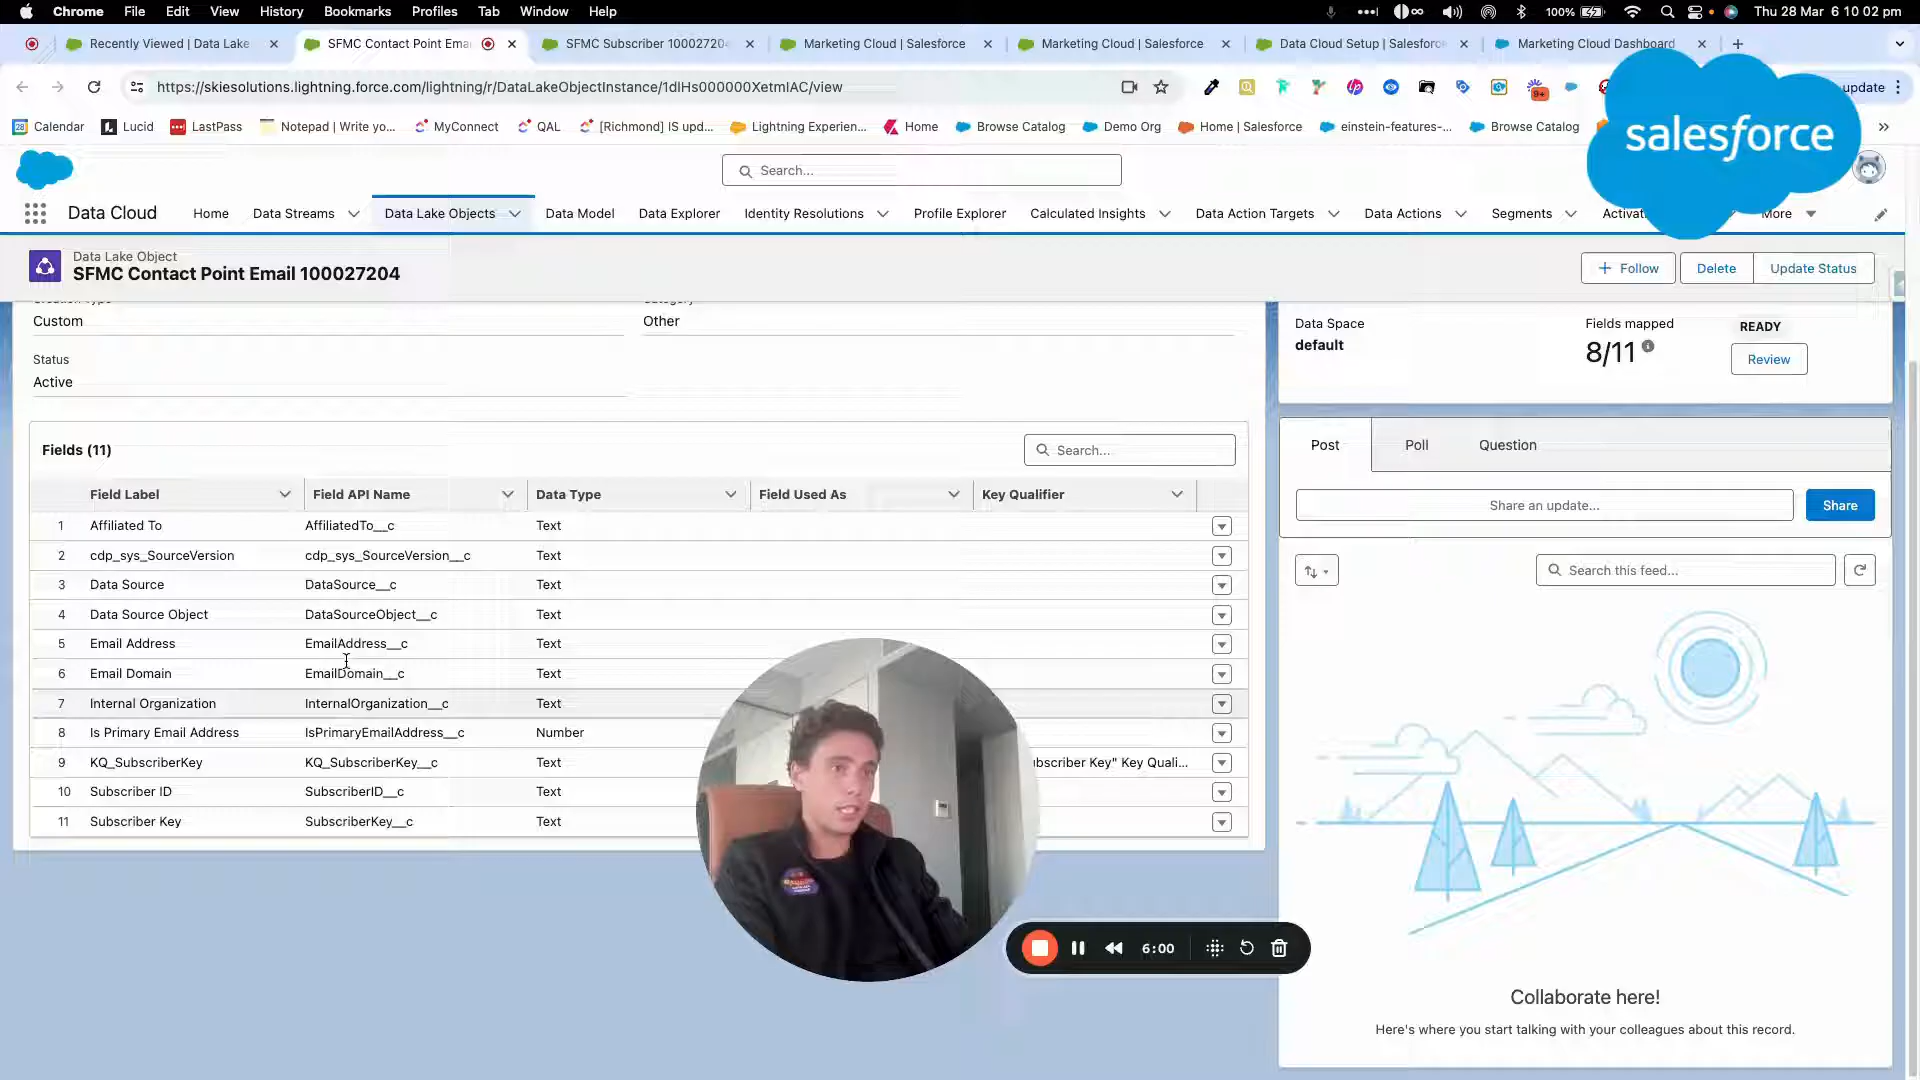 Chrome File Edit View History Bookmarks Profiles Tab Window Help 100% Thu 28 Mar 6 10 02 pm
Recently Viewed | Data Lake SFMC Contact Point Emai SFMC Subscriber 100027204 Marketing Cloud | Salesforce Marketing Cloud | Salesforce Data Cloud Setup | Salesforc Marketing Cloud Dashboard
https://skiesolutions.lightning.force.com/lightning/r/DataLakeObjectInstance/1dlHs000000XetmIAC/view 9+ update
28 Calendar Lucid LastPass Notepad | Write yo... MyConnect QAL [Richmond] IS upd... Lightning Experien... Home Browse Catalog Demo Org Home | Salesforce einstein-features-... Browse Catalog
salesforce
Search...
Data Cloud Home Data Streams Data Lake Objects Data Model Data Explorer Identity Resolutions Profile Explorer Calculated Insights Data Action Targets Data Actions Segments Activat More
Data Lake Object
SFMC Contact Point Email 100027204
Follow Delete Update Status
Creation Type Category
Custom Other
Status
Active
Data Space
default
Fields mapped
8/11
READY
Review
Fields (11) Search...
Field Label Field API Name Data Type Field Used As Key Qualifier
1 Affiliated To AffiliatedTo__c Text
2 cdp_sys_SourceVersion cdp_sys_SourceVersion__c Text
3 Data Source DataSource__c Text
4 Data Source Object DataSourceObject__c Text
5 Email Address EmailAddress__c Text
6 Email Domain EmailDomain__c Text
7 Internal Organization InternalOrganization__c Text
8 Is Primary Email Address IsPrimaryEmailAddress__c Number
9 KQ_SubscriberKey KQ_SubscriberKey__c Text ubscriber Key" Key Quali...
10 Subscriber ID SubscriberID__c Text
11 Subscriber Key SubscriberKey__c Text
Post Poll Question
Share an update... Share
Search this feed...
6:00
Collaborate here!
Here's where you start talking with your colleagues about this record.